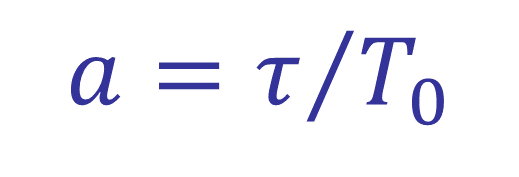 a = τ/T₀